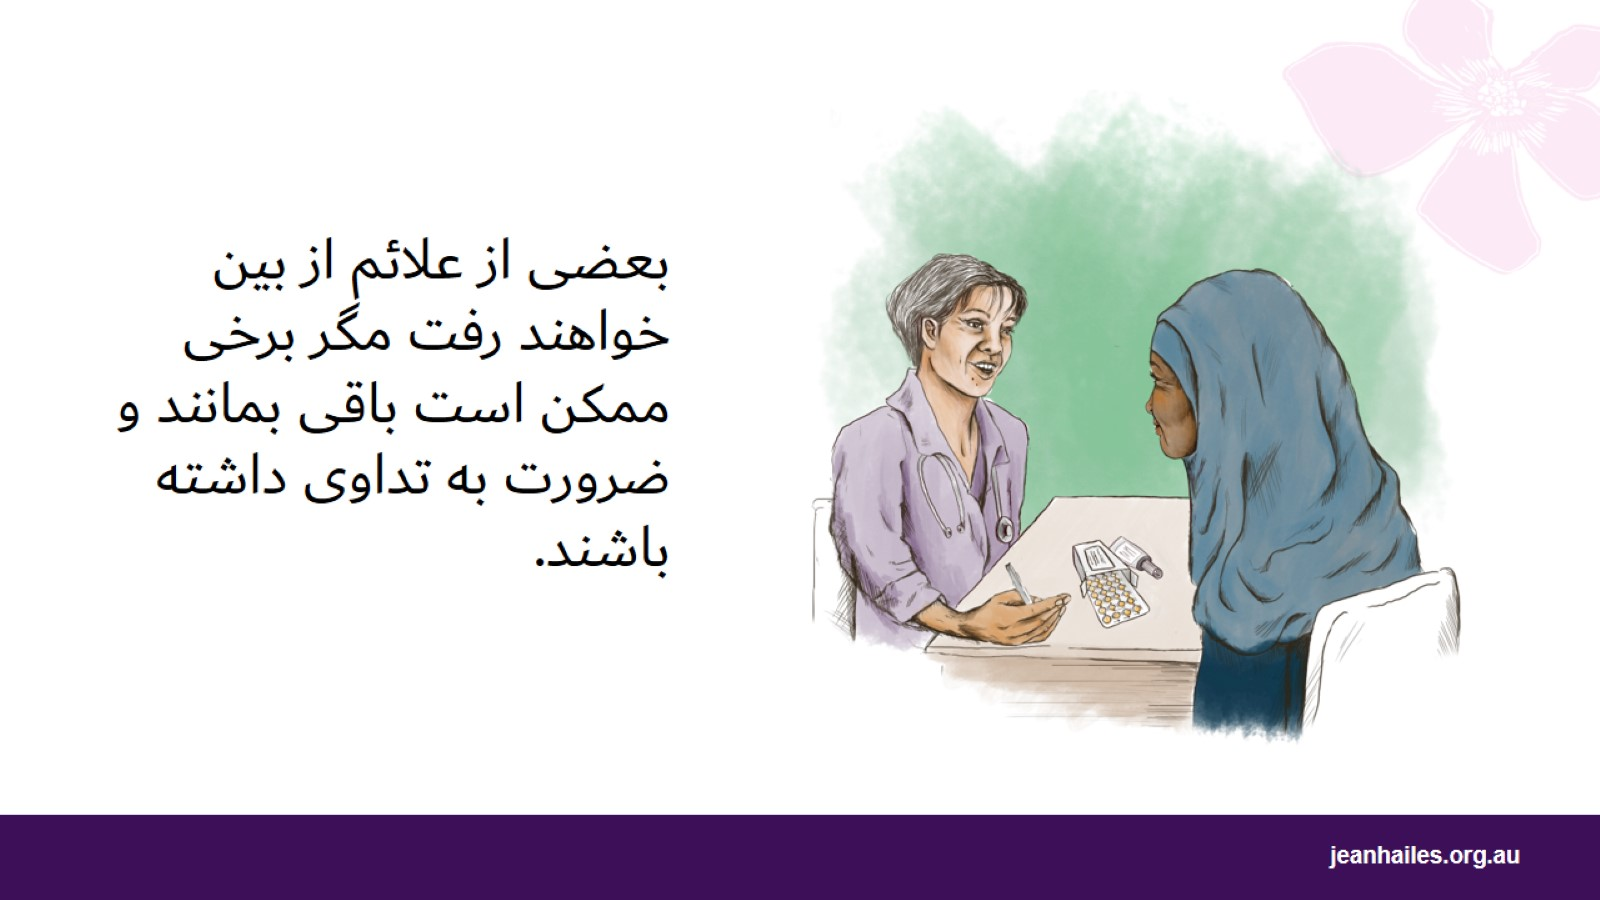 بعضی از علائم از بین
خواهند رفت مگر برخی
ممکن است باقی بمانند و
ضرورت به تداوی داشته
باشند.
jeanhailes.org.au